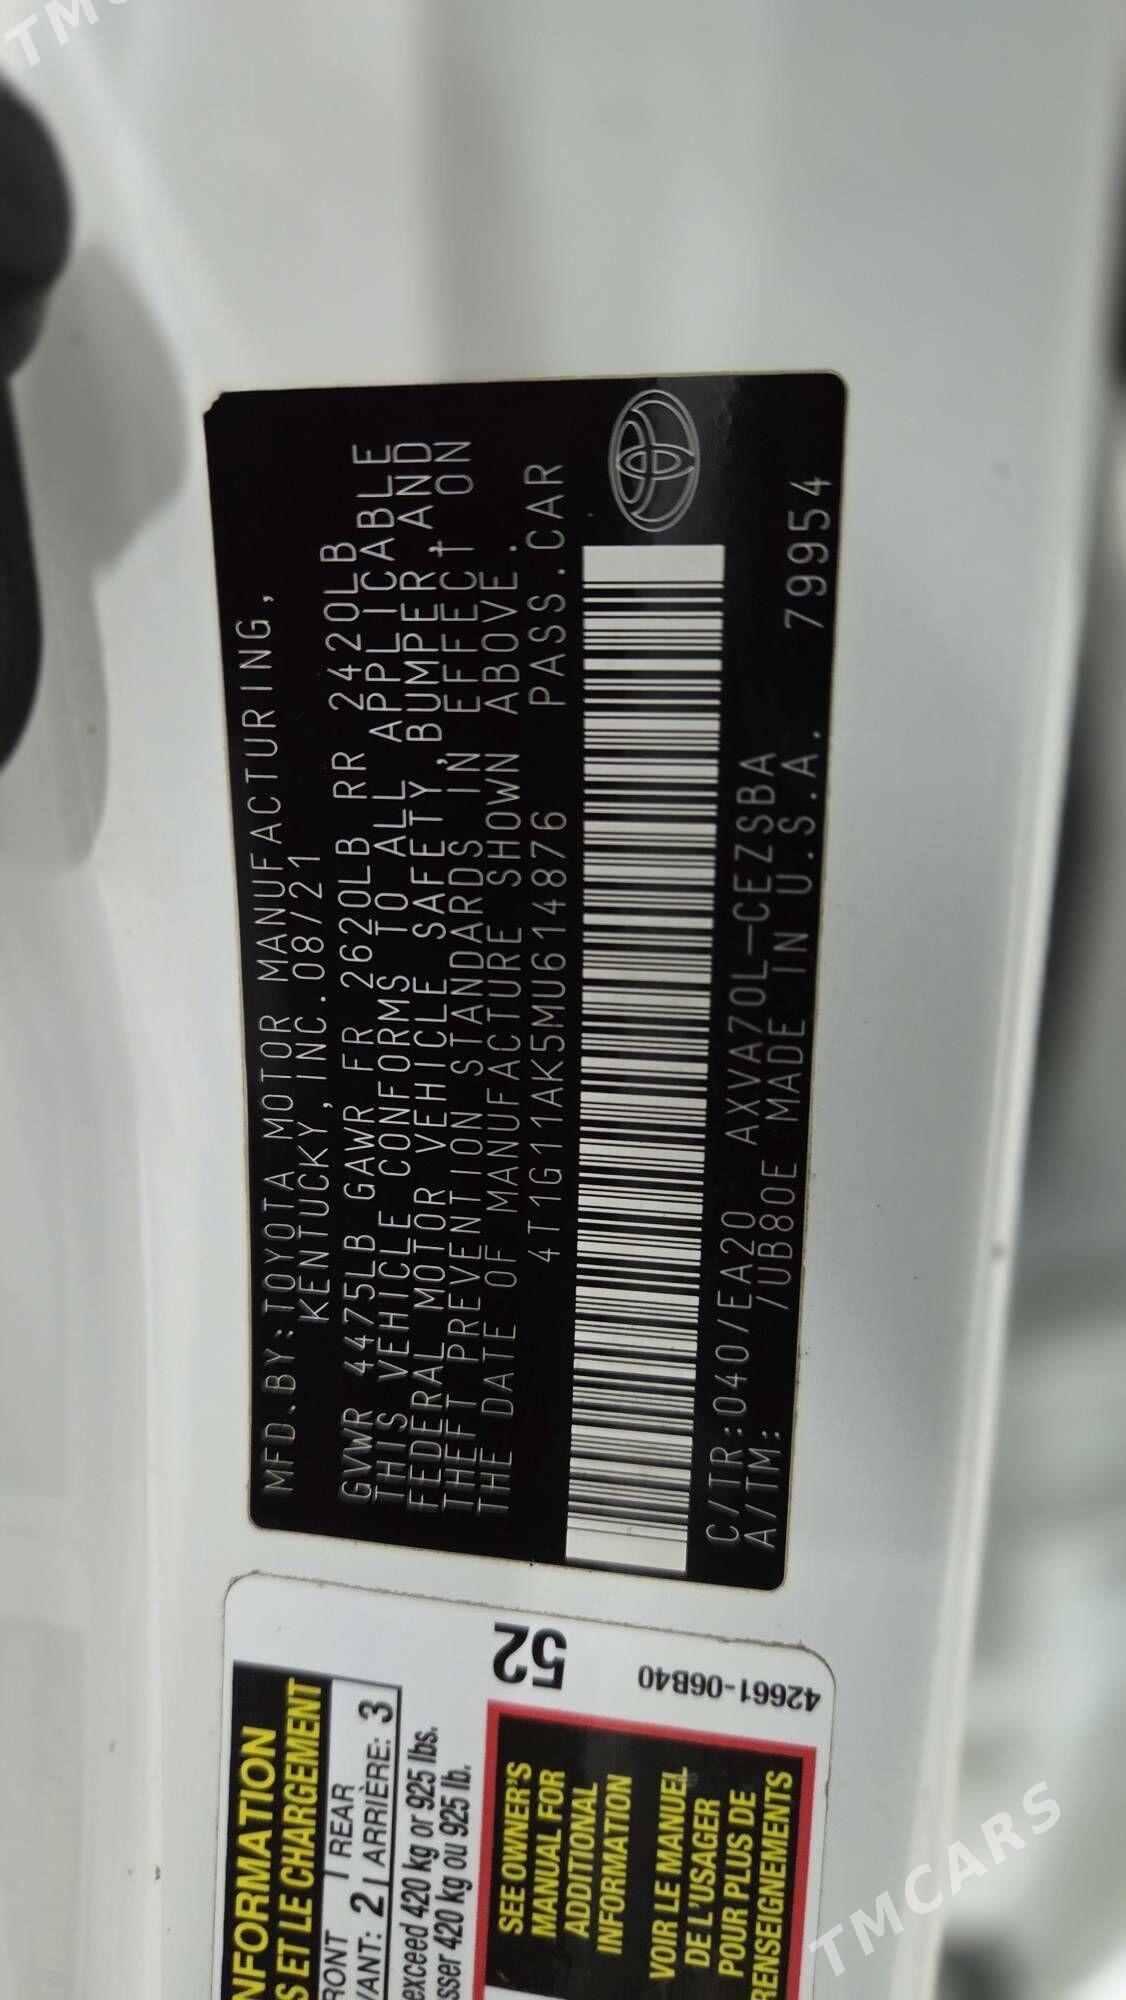 MFD.BY:TOYOTA MOTOR MANUFACTURING,
KENTUCKY,INC.08/21
GVWR 4475LB GAWR FR 2620LB RR 2420LB
THIS VEHICLE CONFORMS TO ALL APPLICABLE
FEDERAL MOTOR VEHICLE SAFETY,BUMPER,AND
THEFT PREVENTION STANDARDS IN EFFECT ON
THE DATE OF MANUFACTURE SHOWN ABOVE.
4T1G11AK5MU614876 PASS.CAR
C/TR:040/EA20 AXVA70L-CEZSBA
A/TM: /UB80E MADE IN U.S.A. 79954
NFORMATION
S ET LE CHARGEMENT
RONT REAR
VANT: 2 ARRIÈRE: 3
exceed 420 kg or 925 lbs.
sser 420 kg ou 925 lb.
52
SEE OWNER'S
MANUAL FOR
ADDITIONAL
INFORMATION
VOIR LE MANUEL
DE L'USAGER
POUR PLUS DE
RENSEIGNEMENTS
42661-06B40
TMCARS
TMC